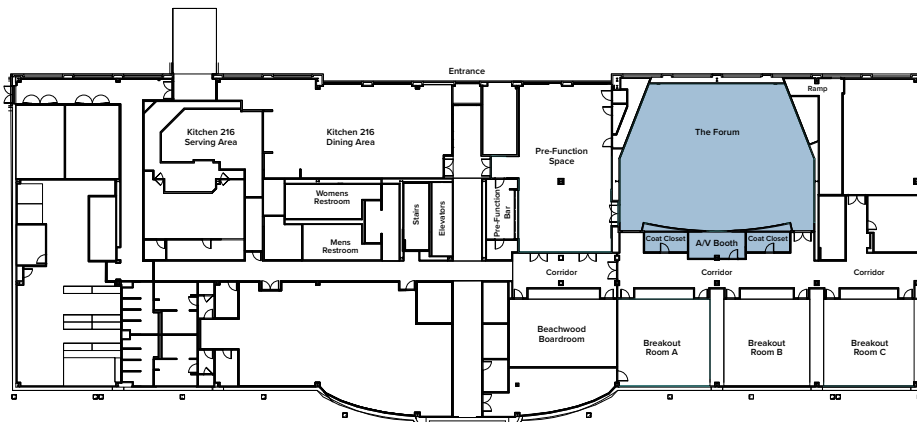 Entrance
Ramp
Kitchen 216
Serving Area
Kitchen 216
Dining Area
The Forum
Pre-Function
Space
Womens
Restroom
Stairs
Elevators
Pre-Function
Bar
Mens
Restroom
Coat Closet
A/V Booth
Coat Closet
Corridor
Corridor
Corridor
Beachwood
Boardroom
Breakout
Room A
Breakout
Room B
Breakout
Room C